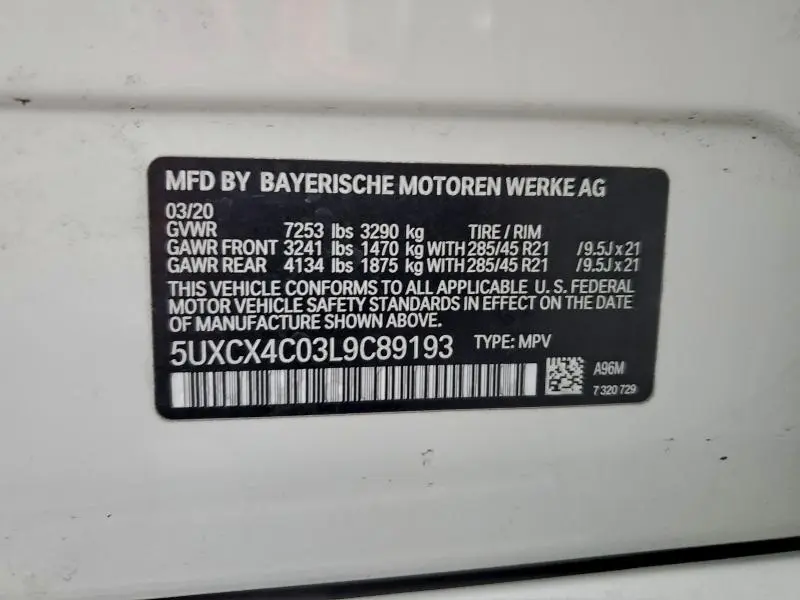 MFD BY BAYERISCHE MOTOREN WERKE AG
03/20
GVWR 7253 lbs 3290 kg TIRE / RIM
GAWR FRONT 3241 lbs 1470 kg WITH 285/45 R21 /9.5J x 21
GAWR REAR 4134 lbs 1875 kg WITH 285/45 R21 /9.5J x 21
THIS VEHICLE CONFORMS TO ALL APPLICABLE U. S. FEDERAL
MOTOR VEHICLE SAFETY STANDARDS IN EFFECT ON THE DATE
OF MANUFACTURE SHOWN ABOVE.
5UXCX4C03L9C89193 TYPE: MPV
A96M
7 320 729